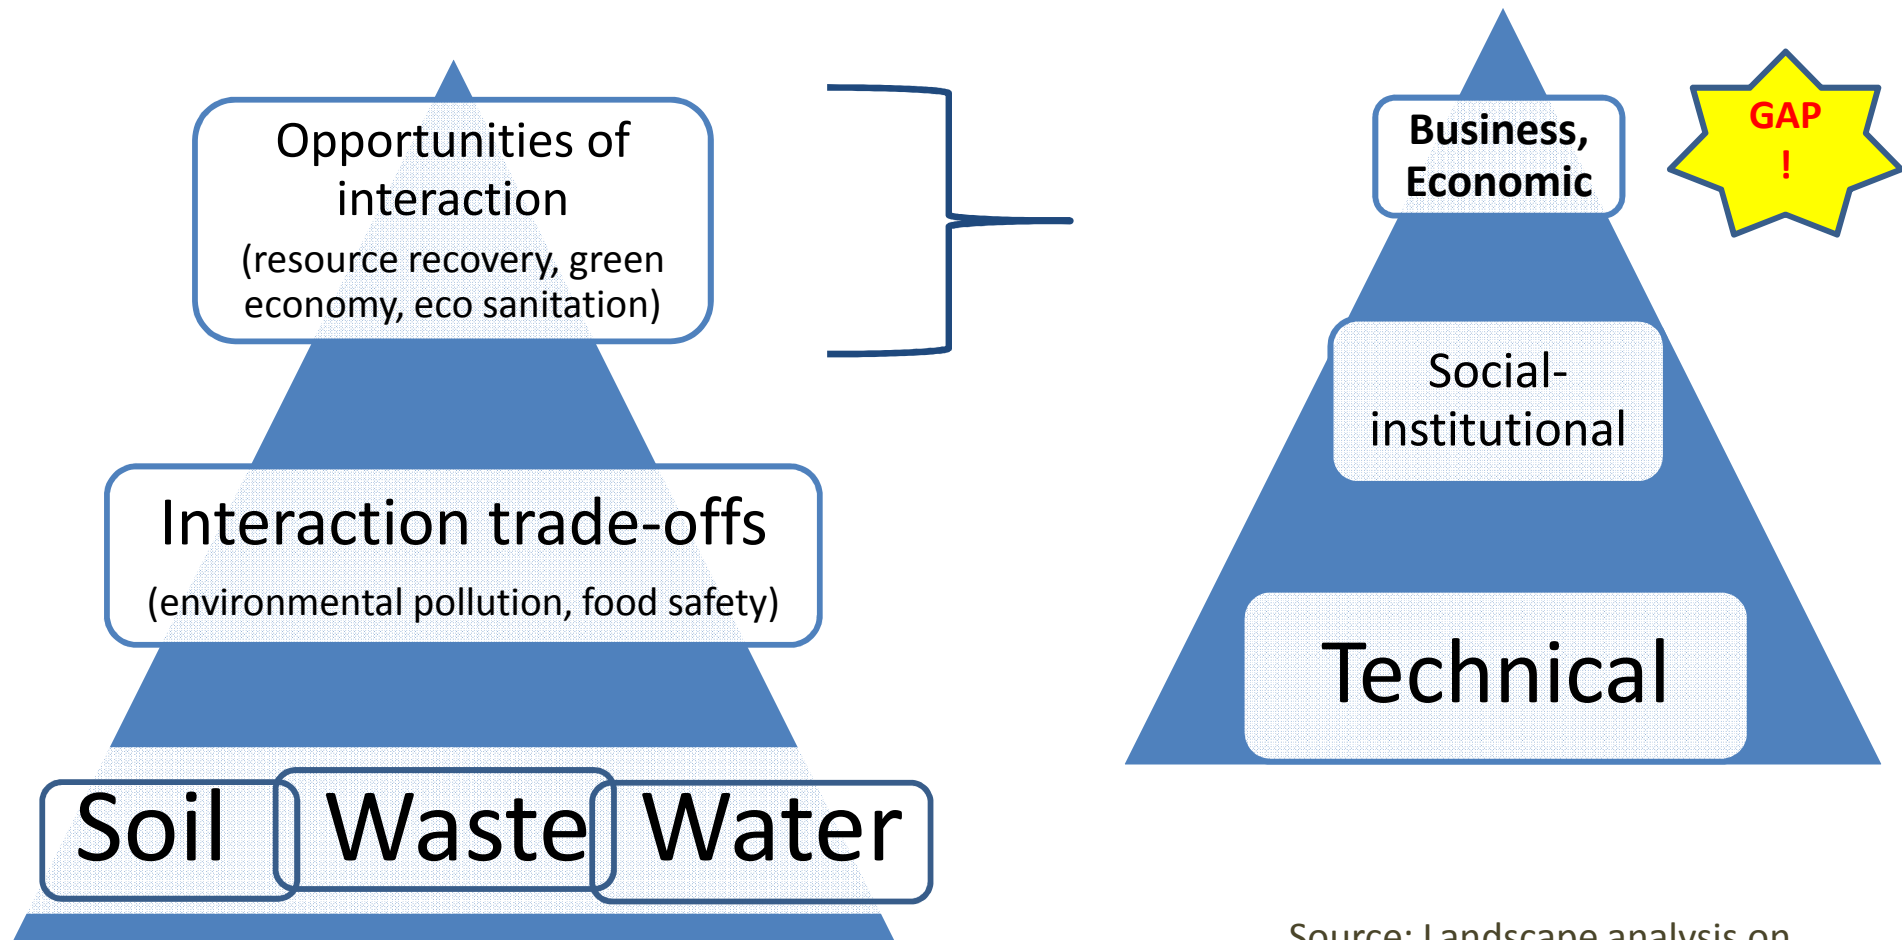 Opportunities of
interaction
(resource recovery, green
economy, eco sanitation)
Interaction trade-offs
(environmental pollution, food safety)
Soil
Waste
Water
Business,
Economic
GAP
!
Social-
institutional
Technical
Source: Landscape analysis on